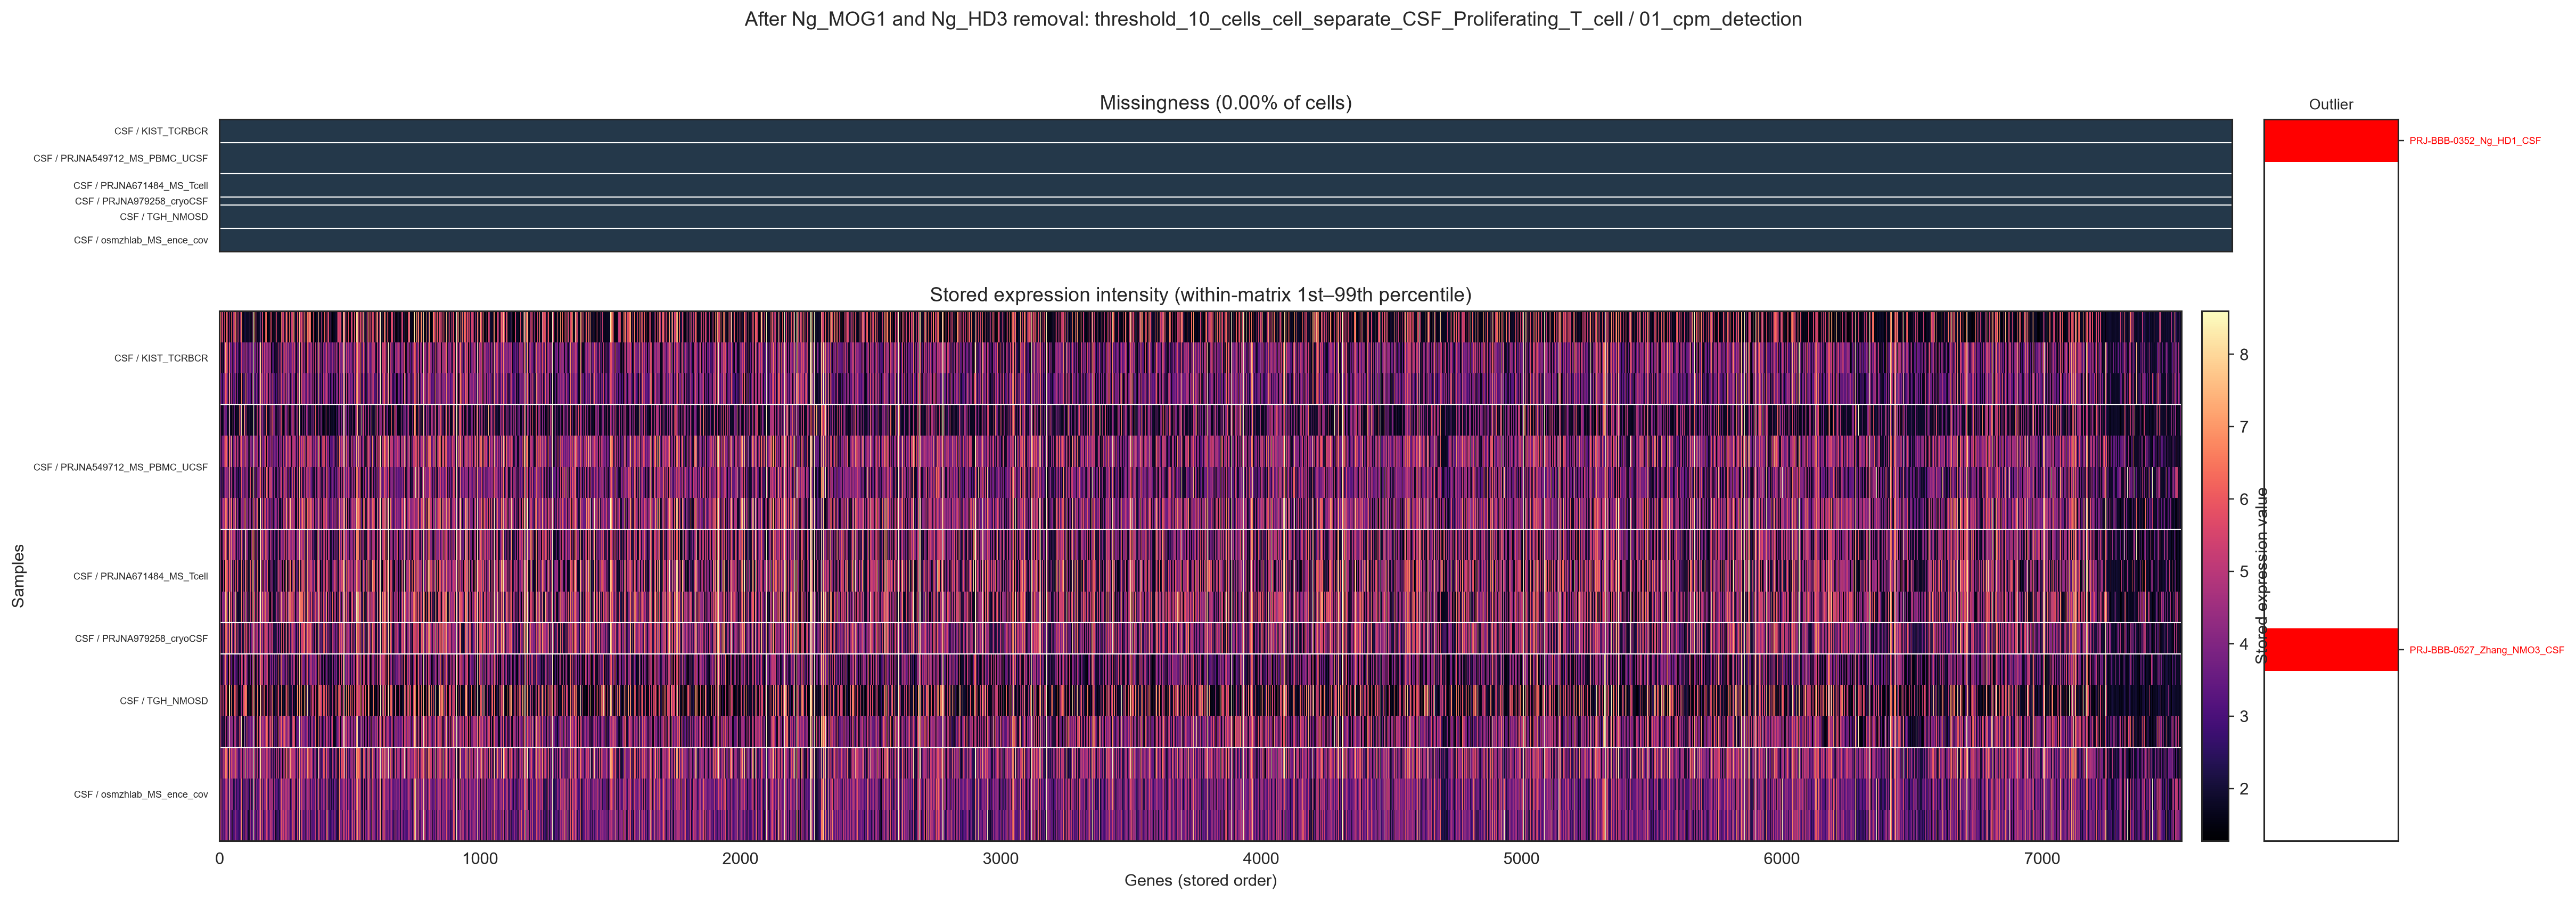 After Ng_MOG1 and Ng_HD3 removal: threshold_10_cells_cell_separate_CSF_Proliferating_T_cell / 01_cpm_detection
Missingness (0.00% of cells)
CSF / KIST_TCRBCR
CSF / PRJNA549712_MS_PBMC_UCSF
CSF / PRJNA671484_MS_Tcell
CSF / PRJNA979258_cryoCSF
CSF / TGH_NMOSD
CSF / osmzhlab_MS_ence_cov
Outlier
PRJ-BBB-0352_Ng_HD1_CSF
PRJ-BBB-0527_Zhang_NMO3_CSF
Stored expression intensity (within-matrix 1st–99th percentile)
Samples
CSF / KIST_TCRBCR
CSF / PRJNA549712_MS_PBMC_UCSF
CSF / PRJNA671484_MS_Tcell
CSF / PRJNA979258_cryoCSF
CSF / TGH_NMOSD
CSF / osmzhlab_MS_ence_cov
0 1000 2000 3000 4000 5000 6000 7000
Genes (stored order)
8
7
6
5
4
3
2
Stored expression value